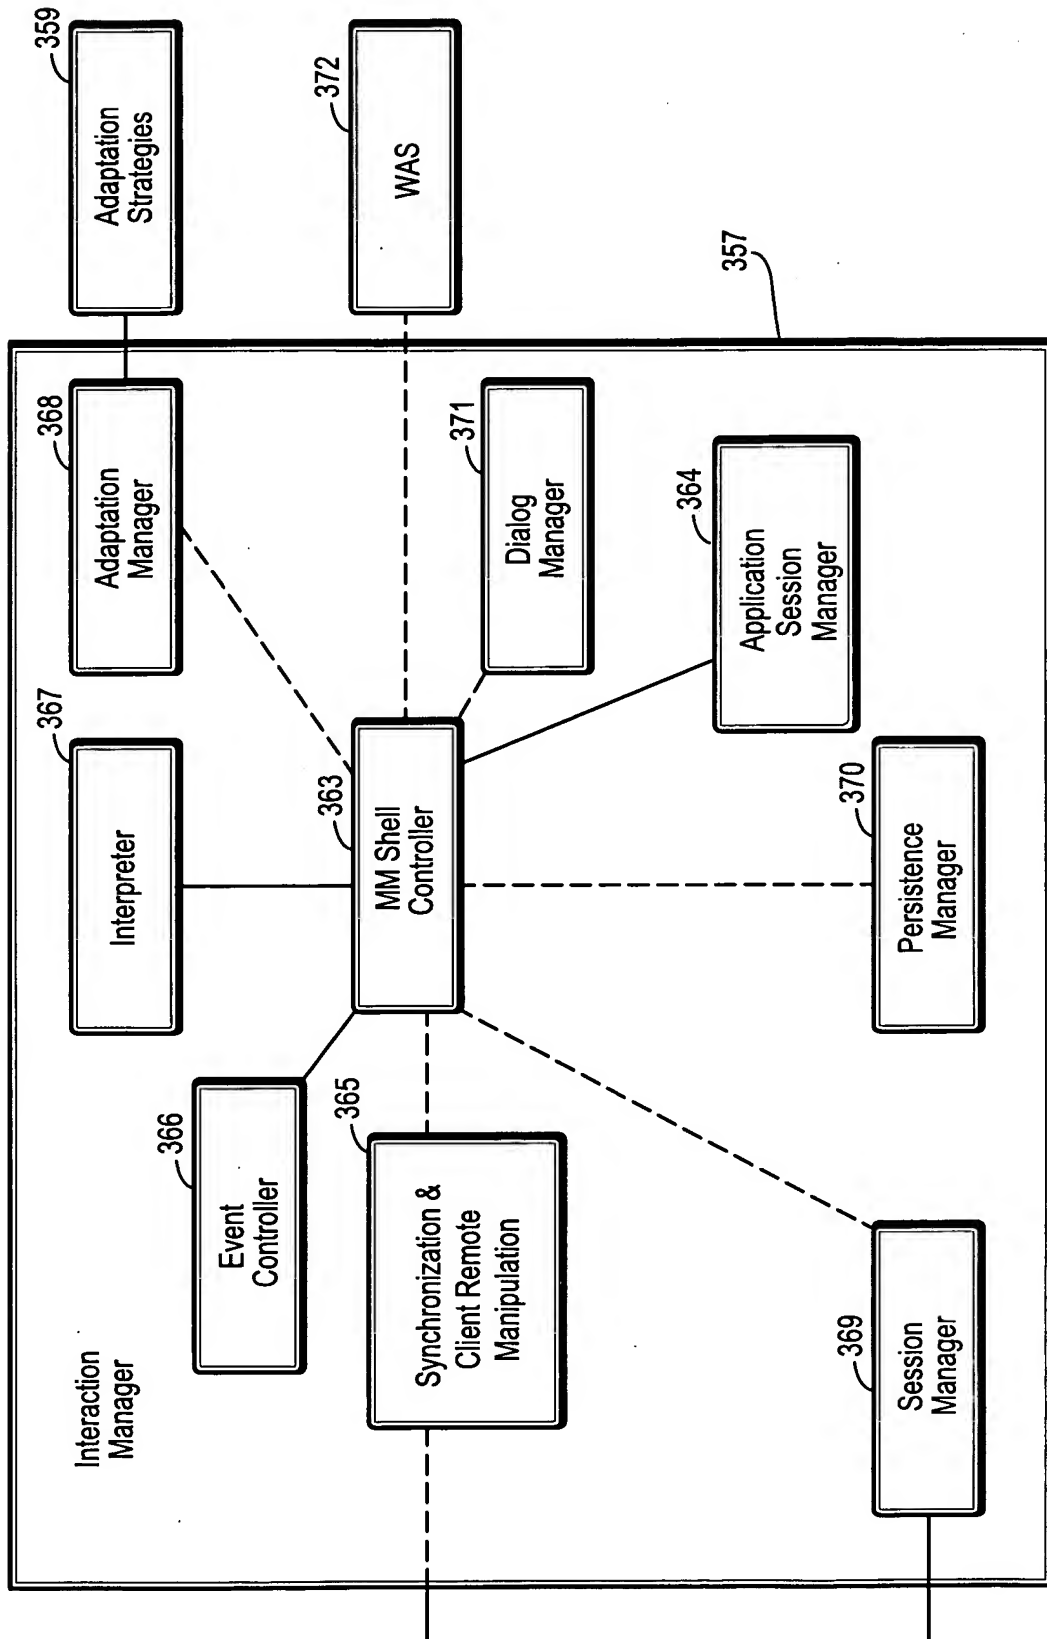 Interaction
Manager
Event
Controller
366
Interpreter
367
Adaptation
Manager
368
Adaptation
Strategies
359
Synchronization &
Client Remote
Manipulation
365
MM Shell
Controller
363
WAS
372
Dialog
Manager
371
357
Application
Session
Manager
364
Session
Manager
369
Persistence
Manager
370